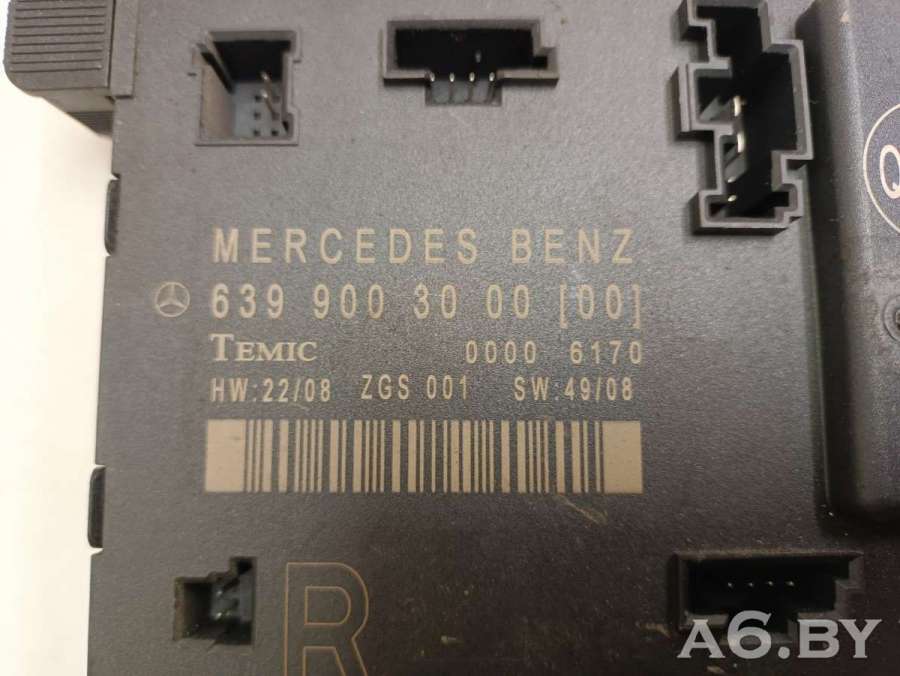 Q
MERCEDES BENZ
639 900 30 00 [00]
TEMIC 0000 6170
HW:22/08 ZGS 001 SW:49/08
R
A6.BY